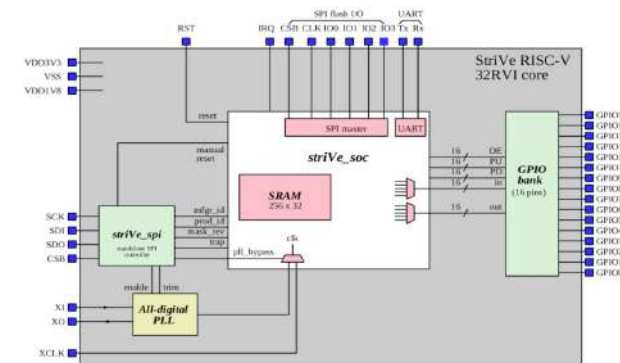 SPI flash I/O UART
RST IRQ CSB CLK IO0 IO1 IO2 IO3 Tx Rx
StriVe RISC-V
32RVI core
VDD3V3
VSS
VDD1V8
reset
SPI master UART
manual
reset
striVe_soc
SRAM
256 x 32
16 OE
16 PU
16 PD
16 in
16 out
GPIO
bank
(16 pins)
SCK
SDI
SDO
CSB
striVe_spi
standalone SPI
controller
mfgr_id
prod_id
mask_rev
trap
clk
pll_bypass
enable trim
XI
XO
All-digital
PLL
XCLK